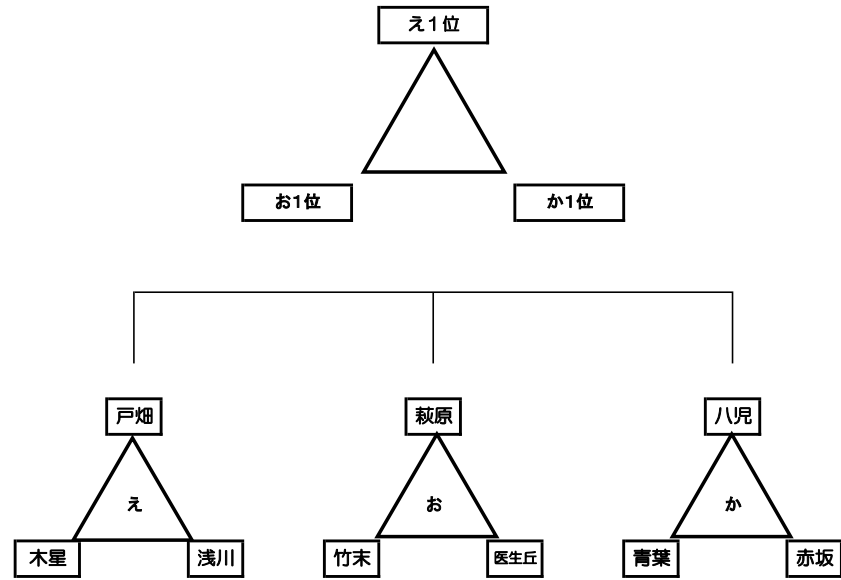 え1位
お1位
か1位
戸畑
萩原
八児
え
お
か
木星
浅川
竹末
医生丘
青葉
赤坂